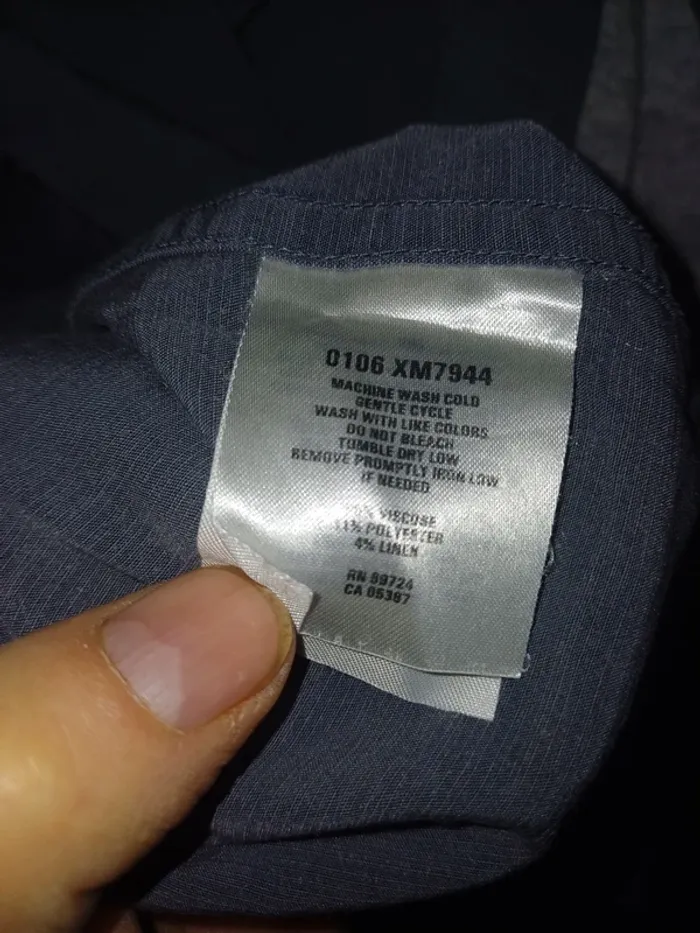 0106 XM7944
MACHINE WASH COLD
GENTLE CYCLE
WASH WITH LIKE COLORS
DO NOT BLEACH
TUMBLE DRY LOW
REMOVE PROMPTLY IRON LOW
IF NEEDED
VISCOSE
11% POLYESTER
4% LINEN
RN 99724
CA 05367